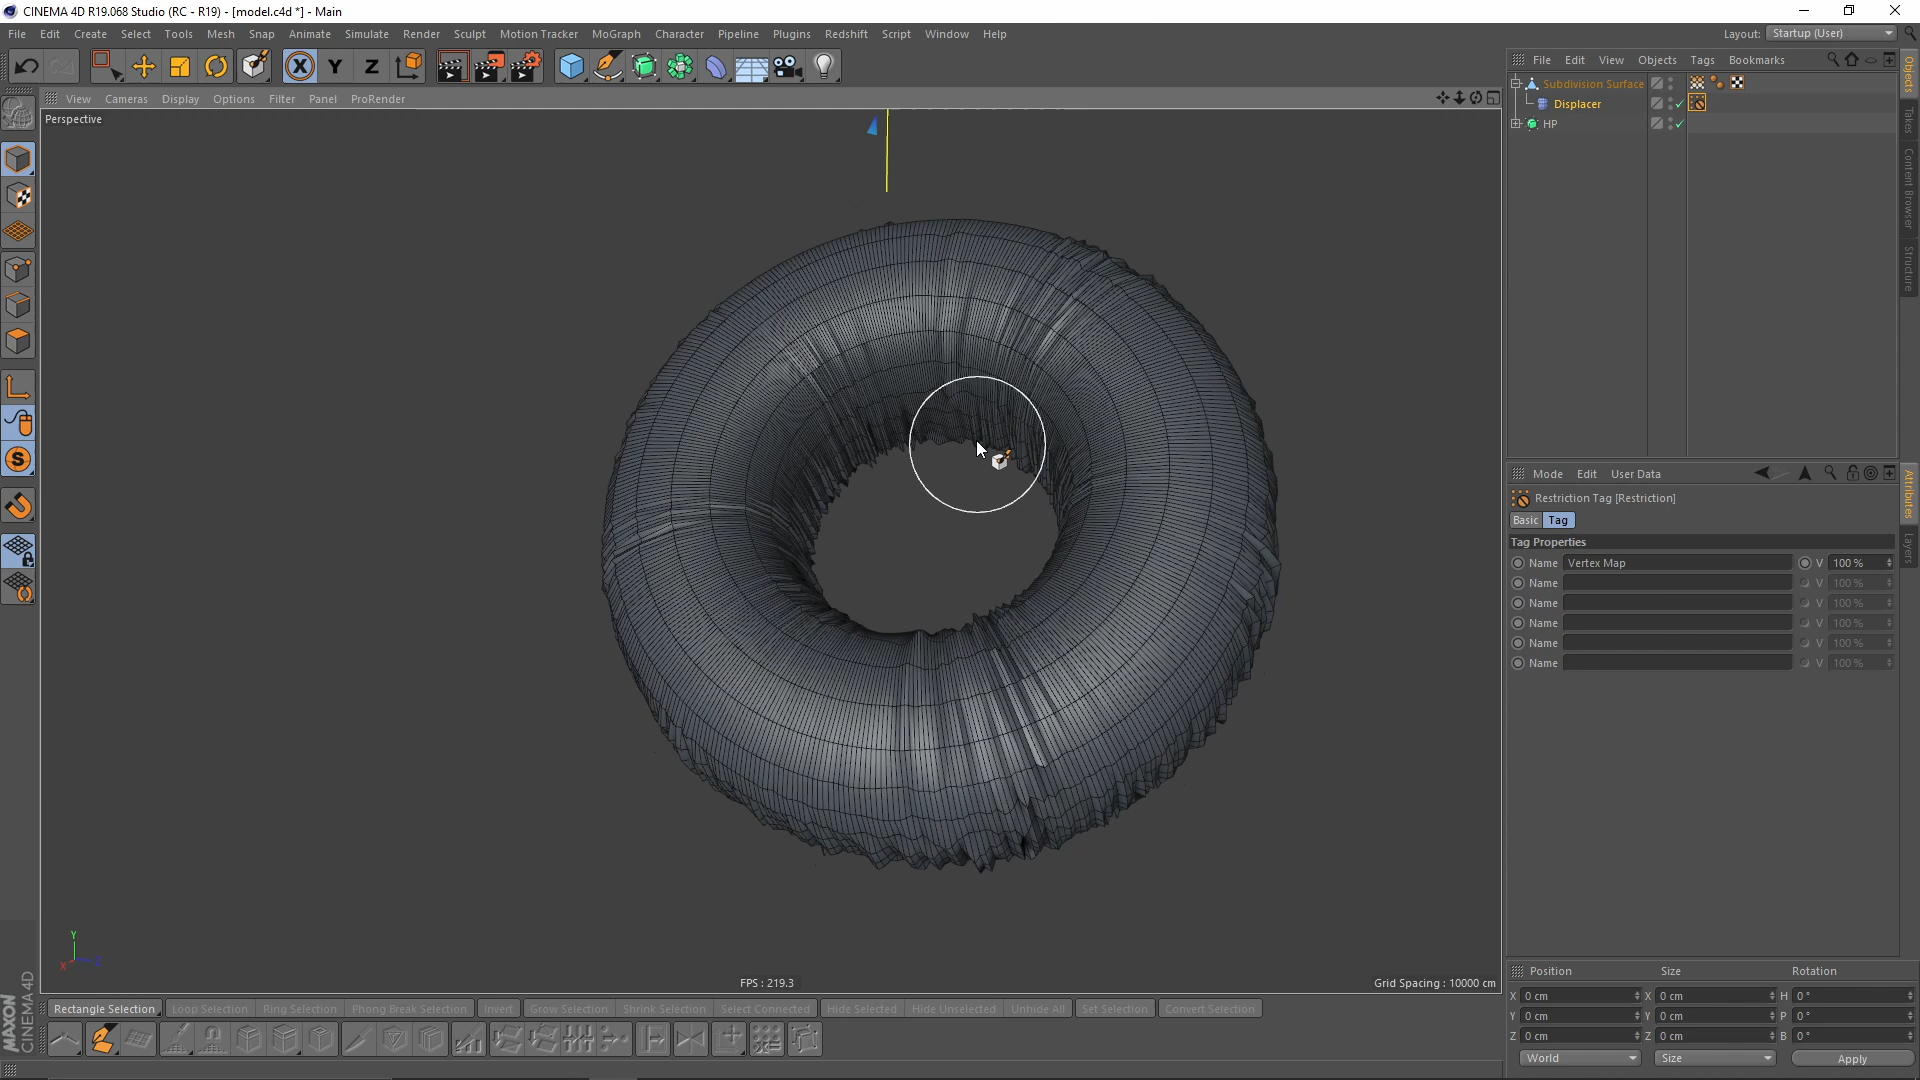 CINEMA 4D R19.068 Studio (RC - R19) - [model.c4d *] - Main
File Edit Create Select Tools Mesh Snap Animate Simulate Render Sculpt Motion Tracker MoGraph Character Pipeline Plugins Redshift Script Window Help
Layout: Startup (User)
X Y Z
View Cameras Display Options Filter Panel ProRender
Perspective
File Edit View Objects Tags Bookmarks
Subdivision Surface
Displacer
HP
Objects
Takes
Content Browser
Structure
Mode Edit User Data
Restriction Tag [Restriction]
Basic Tag
Tag Properties
Name Vertex Map V 100 %
Name V 100 %
Name V 100 %
Name V 100 %
Name V 100 %
Name V 100 %
Attributes
Layers
Y
X Z
FPS : 219.3
Grid Spacing : 10000 cm
Position Size Rotation
X 0 cm X 0 cm H 0 °
Y 0 cm Y 0 cm P 0 °
Z 0 cm Z 0 cm B 0 °
World Size Apply
Rectangle Selection Loop Selection Ring Selection Phong Break Selection Invert Grow Selection Shrink Selection Select Connected Hide Selected Hide Unselected Unhide All Set Selection Convert Selection
MAXON
CINEMA 4D